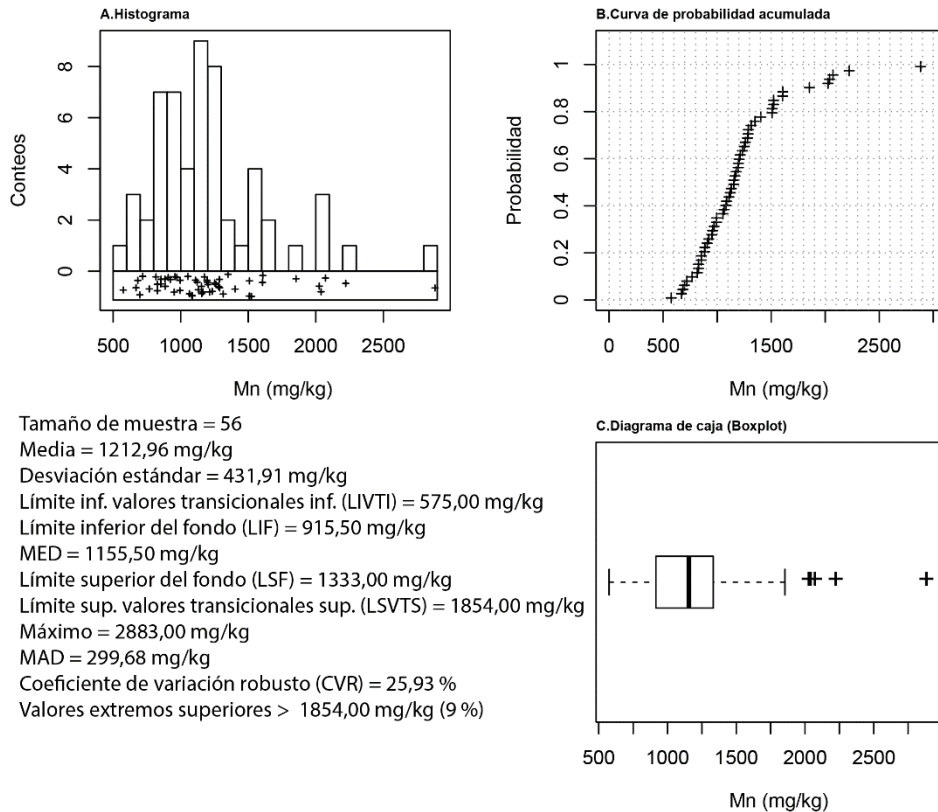 A.Histograma
Conteos
0
2
4
6
8
500
1000
1500
2000
2500
Mn (mg/kg)
B.Curva de probabilidad acumulada
Probabilidad
0
0.2
0.4
0.6
0.8
1
0
500
1000
1500
2500
Mn (mg/kg)
Tamaño de muestra = 56
Media = 1212,96 mg/kg
Desviación estándar = 431,91 mg/kg
Límite inf. valores transicionales inf. (LIVTI) = 575,00 mg/kg
Límite inferior del fondo (LIF) = 915,50 mg/kg
MED = 1155,50 mg/kg
Límite superior del fondo (LSF) = 1333,00 mg/kg
Límite sup. valores transicionales sup. (LSVTS) = 1854,00 mg/kg
Máximo = 2883,00 mg/kg
MAD = 299,68 mg/kg
Coeficiente de variación robusto (CVR) = 25,93 %
Valores extremos superiores > 1854,00 mg/kg (9 %)
C.Diagrama de caja (Boxplot)
500
1000
1500
2000
2500
Mn (mg/kg)